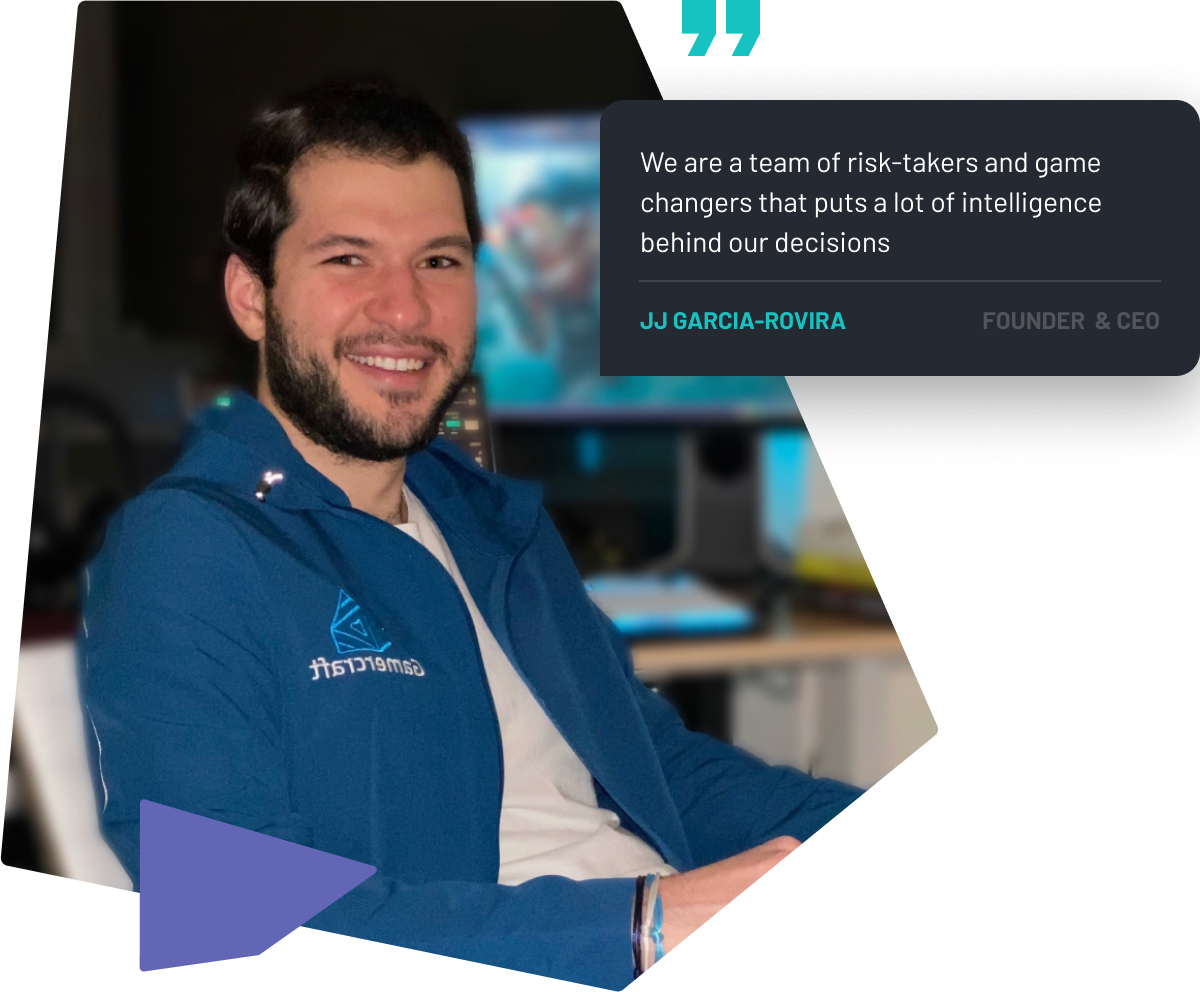 We are a team of risk-takers and game
changers that puts a lot of intelligence
behind our decisions
JJ GARCIA-ROVIRA FOUNDER & CEO
Gamercraft